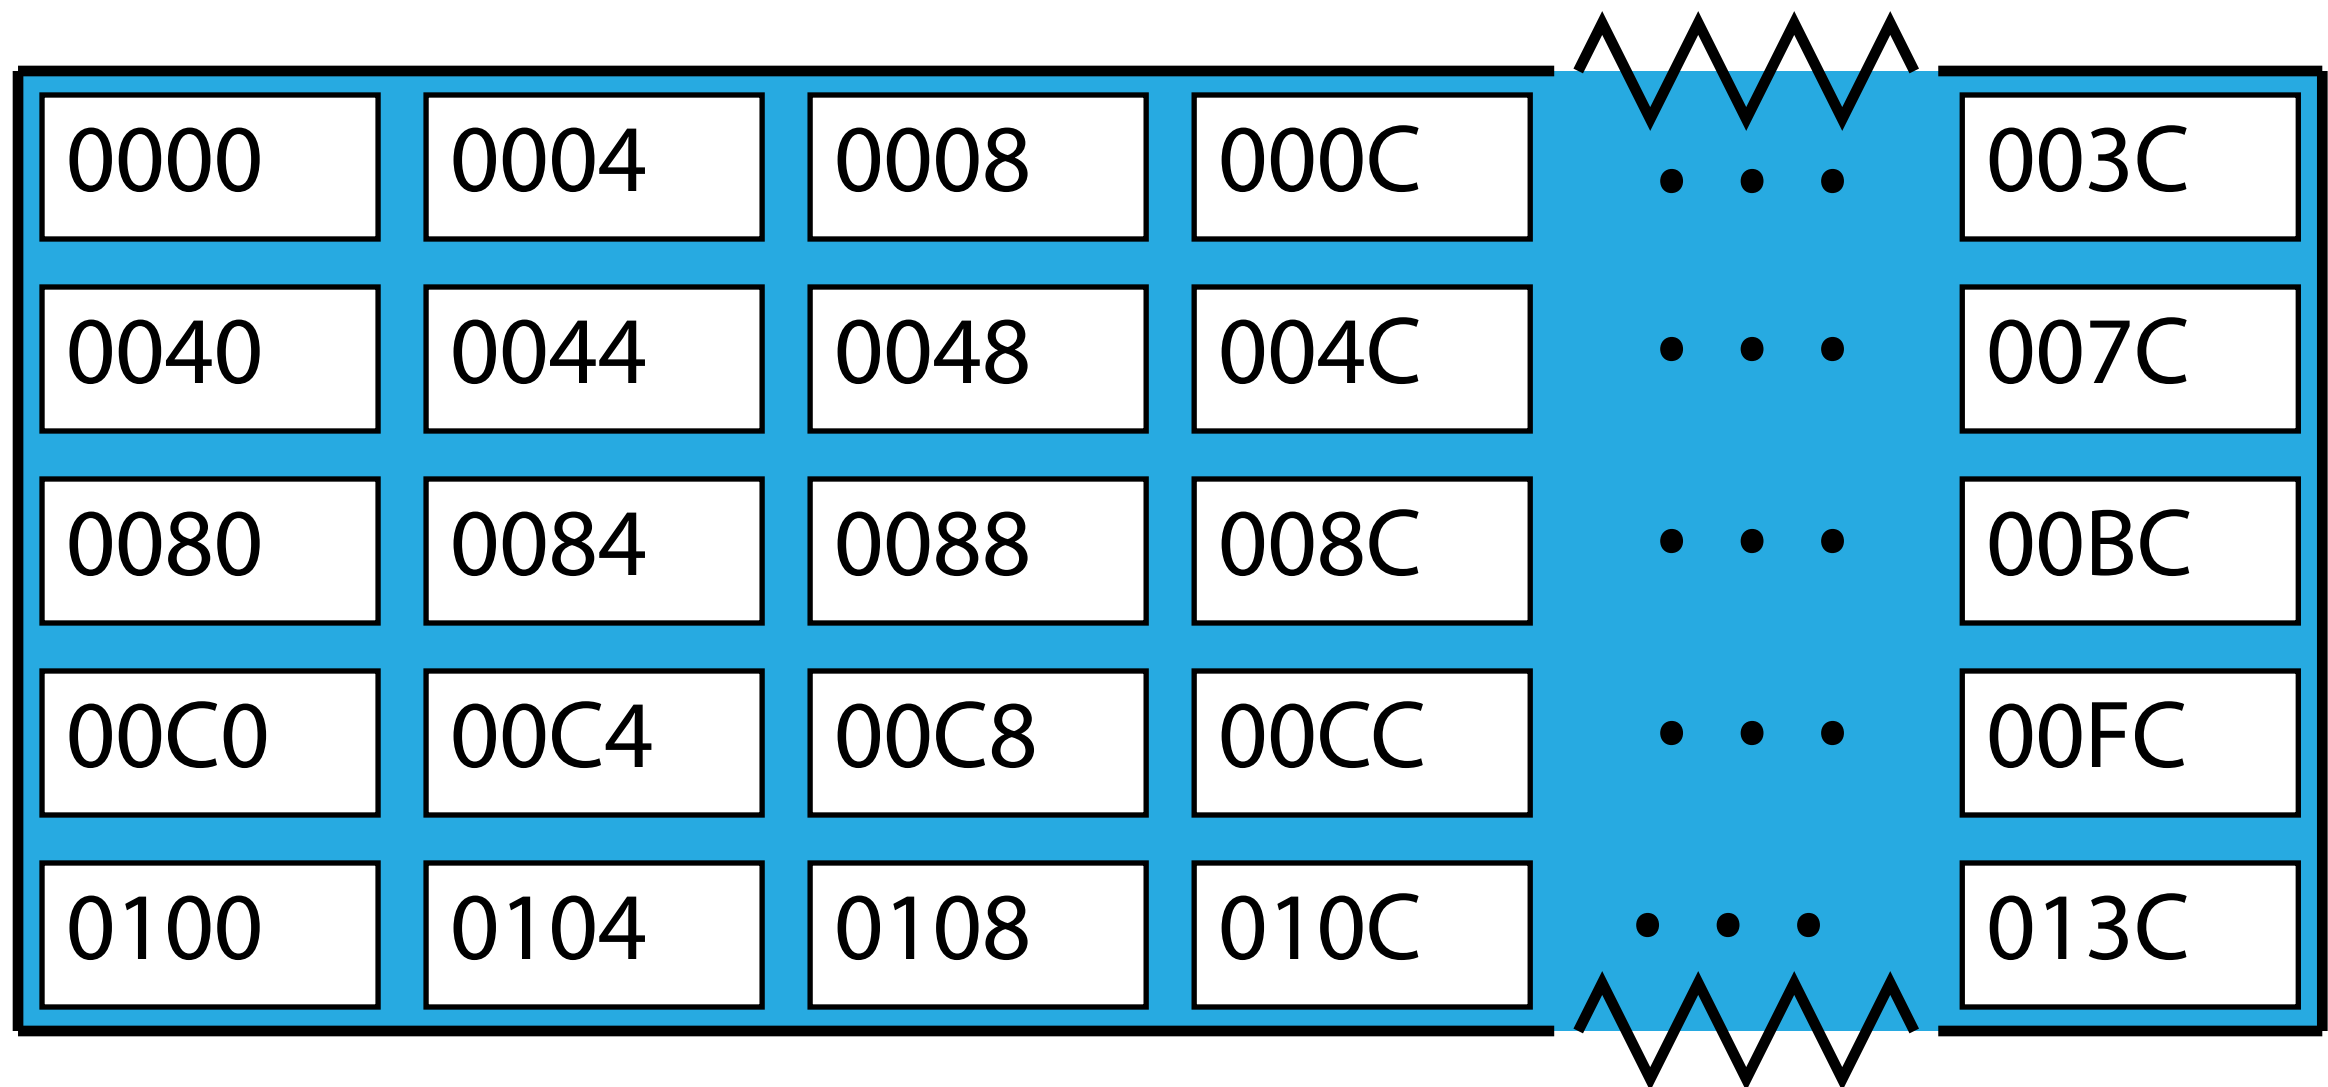 0000 0004 0008 000C . . . 003C
0040 0044 0048 004C . . . 007C
0080 0084 0088 008C . . . 00BC
00C0 00C4 00C8 00CC . . . 00FC
0100 0104 0108 010C . . . 013C